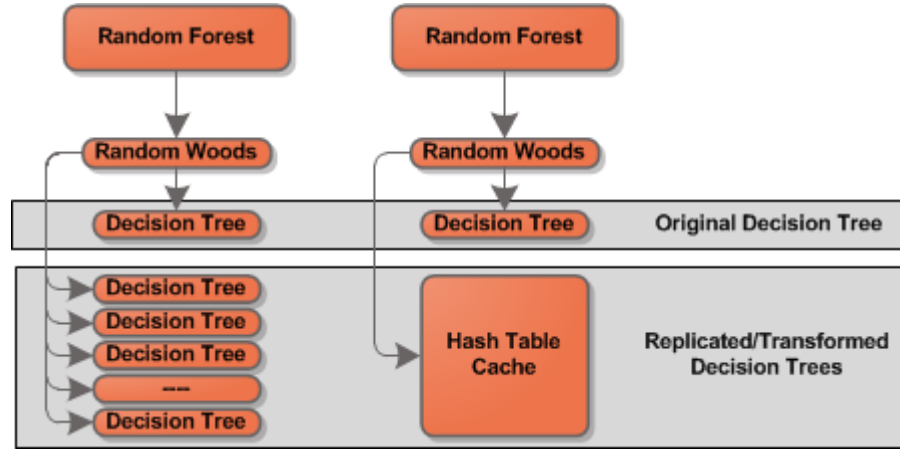 Random Forest
Random Forest
Random Woods
Random Woods
Decision Tree
Decision Tree
Original Decision Tree
Decision Tree
Decision Tree
Decision Tree
----
Decision Tree
Hash Table
Cache
Replicated/Transformed
Decision Trees